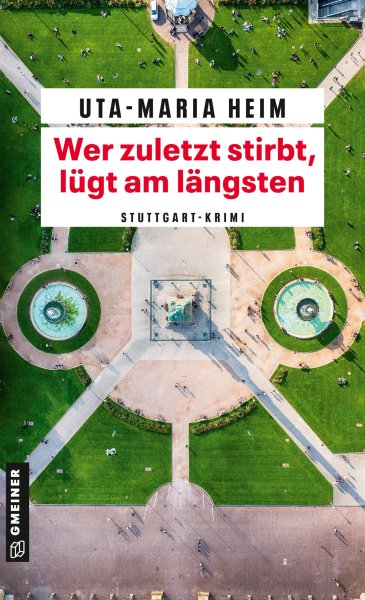 UTA-MARIA HEIM
Wer zuletzt stirbt,
lügt am längsten
STUTTGART-KRIMI
GMEINER